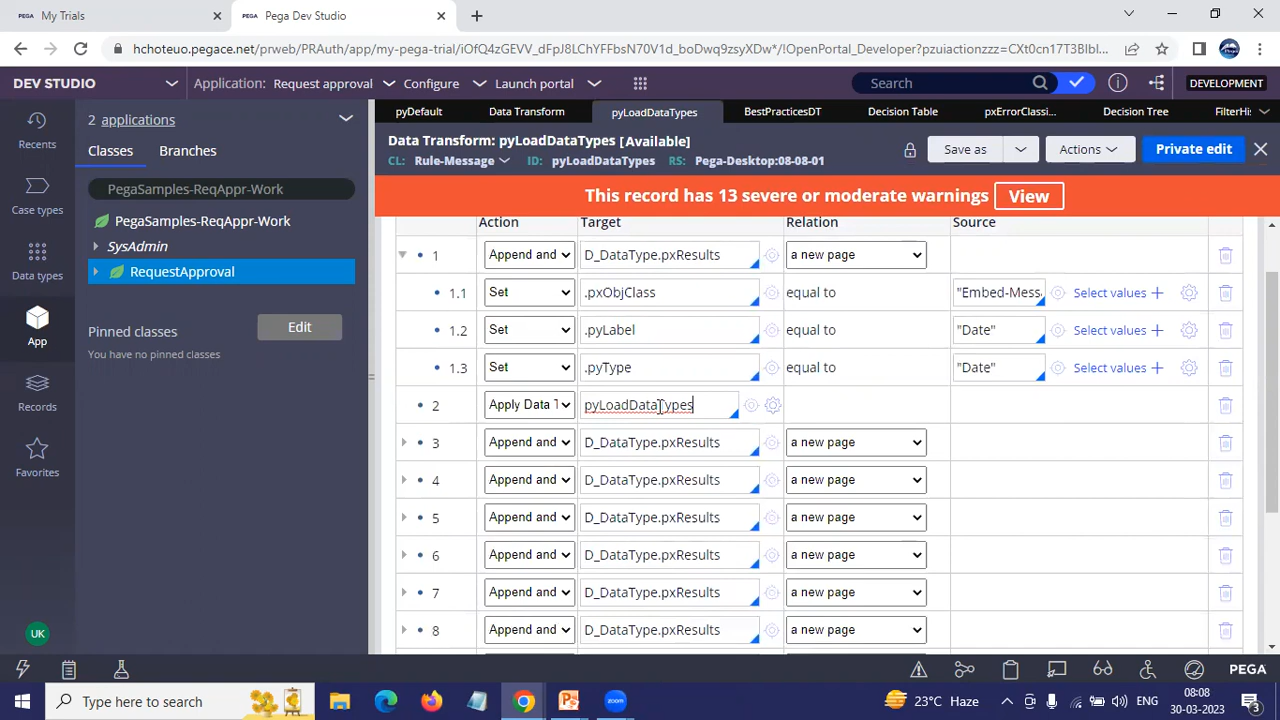 PEGA My Trials
PEGA Pega Dev Studio
hchoteuo.pegace.net/prweb/PRAuth/app/my-pega-trial/iOfQ4zGEVV_dFpJ8LChYFFbsN70V1d_boDwq9zsyXDw*/!OpenPortal_Developer?pzuiactionzzz=CXt0cn17T3Blbl...
DEV STUDIO
Application: Request approval
Configure
Launch portal
Search
DEVELOPMENT
Recents
Case types
Data types
App
Records
Favorites
UK
2 applications
Classes
Branches
PegaSamples-ReqAppr-Work
PegaSamples-ReqAppr-Work
SysAdmin
RequestApproval
Pinned classes
Edit
You have no pinned classes
pyDefault
Data Transform
pyLoadDataTypes
BestPracticesDT
Decision Table
pxErrorClassi...
Decision Tree
FilterHis
Data Transform: pyLoadDataTypes [Available]
CL: Rule-Message ID: pyLoadDataTypes RS: Pega-Desktop:08-08-01
Save as
Actions
Private edit
This record has 13 severe or moderate warnings View
Action Target Relation Source
1 Append and D_DataType.pxResults a new page
1.1 Set .pxObjClass equal to "Embed-Mess Select values
1.2 Set .pyLabel equal to "Date" Select values
1.3 Set .pyType equal to "Date" Select values
2 Apply Data T pyLoadDataTypes
3 Append and D_DataType.pxResults a new page
4 Append and D_DataType.pxResults a new page
5 Append and D_DataType.pxResults a new page
6 Append and D_DataType.pxResults a new page
7 Append and D_DataType.pxResults a new page
8 Append and D_DataType.pxResults a new page
PEGA
Type here to search
23°C Haze
ENG
08:08
30-03-2023
3